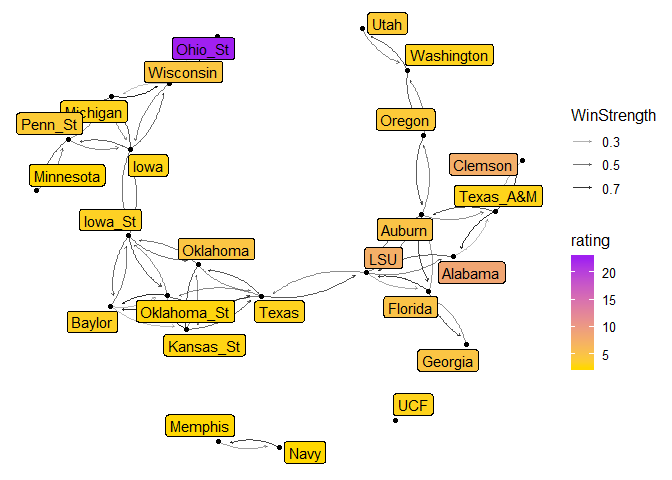 Utah
Ohio_St
Washington
Wisconsin
Michigan
Penn_St
Oregon
WinStrength
0.3
0.5
0.7
Iowa
Clemson
Minnesota
Texas_A&M
Iowa_St
Auburn
Oklahoma
rating
LSU
Alabama
20
15
10
5
Baylor
Oklahoma_St
Texas
Florida
Kansas_St
Georgia
UCF
Memphis
Navy